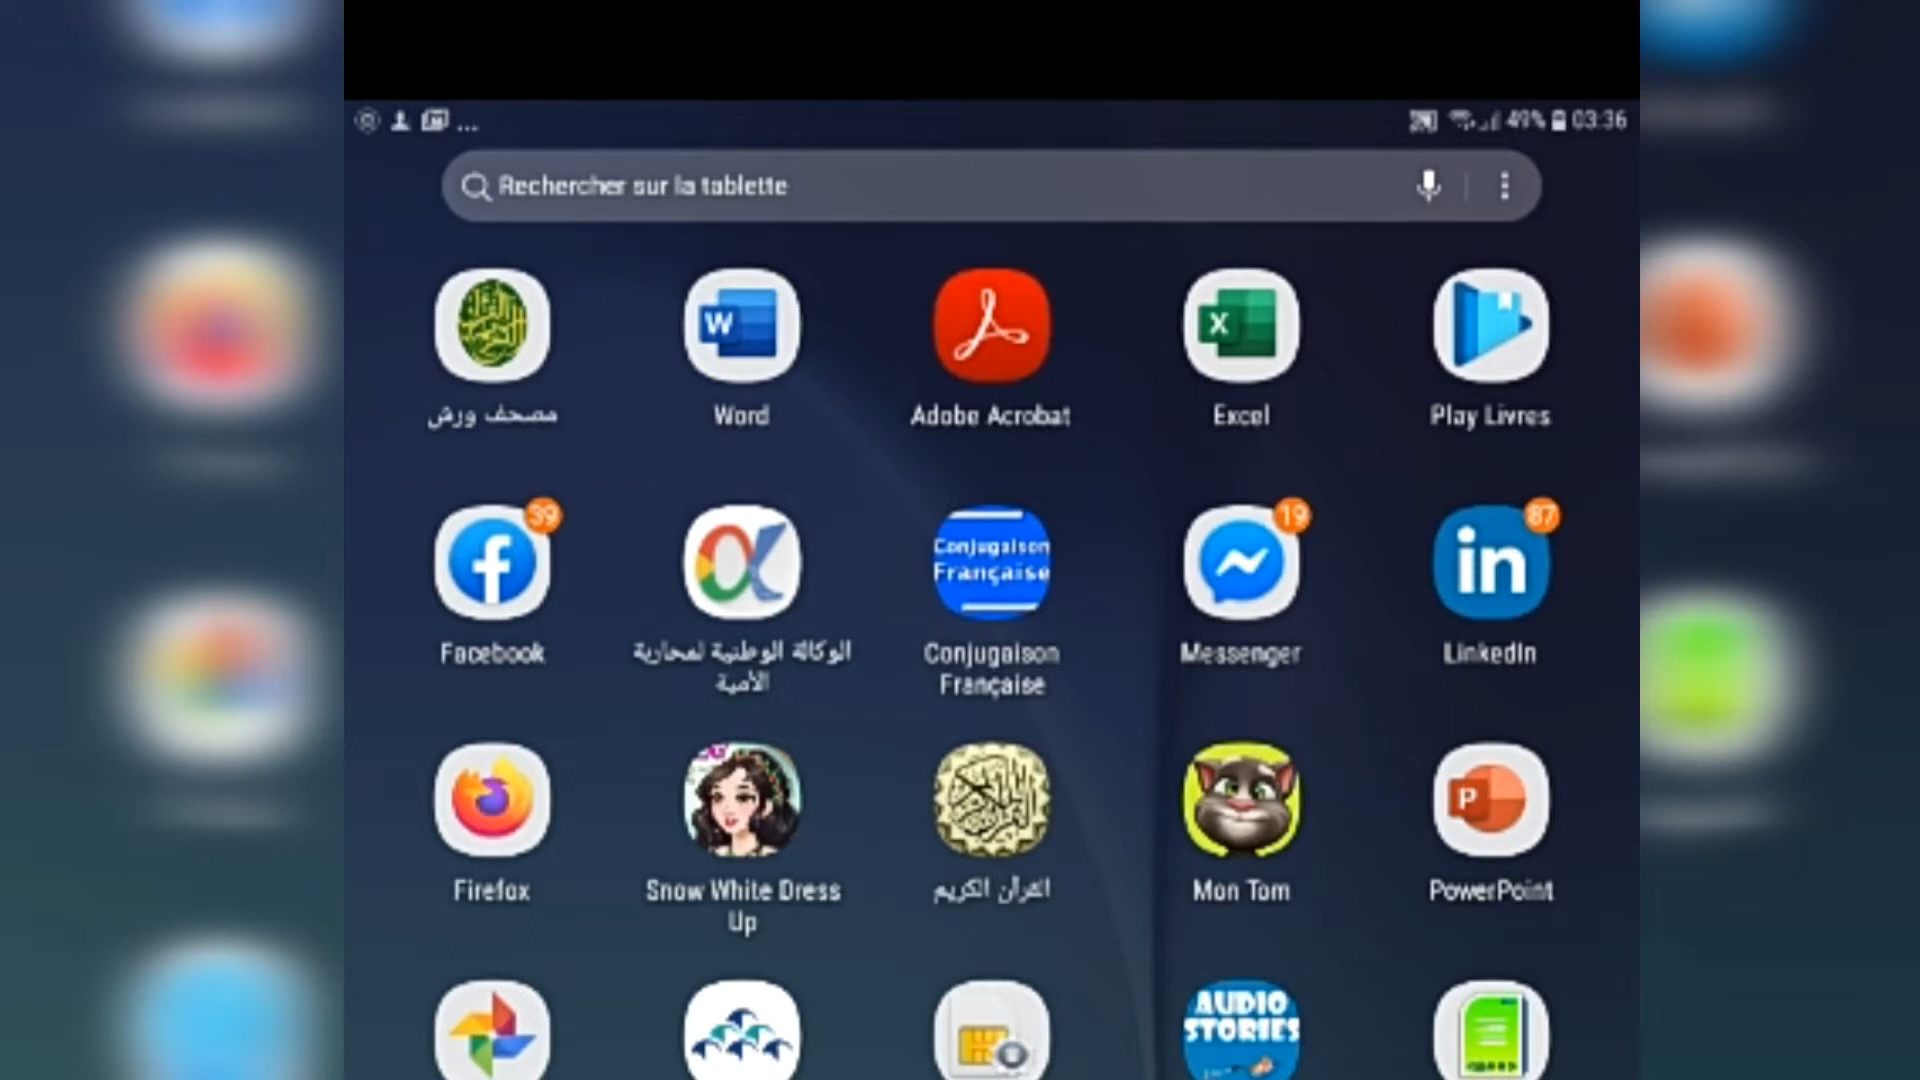 49% 03:36
Rechercher sur la tablette
مصحف ورش
Word
Adobe Acrobat
Excel
Play Livres
39
19
87
Conjugaison
Française
Facebook
الوكالة الوطنية لمحاربة
الأمية
Conjugaison
Française
Messenger
LinkedIn
Firefox
Snow White Dress
Up
القرآن الكريم
Mon Tom
PowerPoint
AUDIO
STORIES